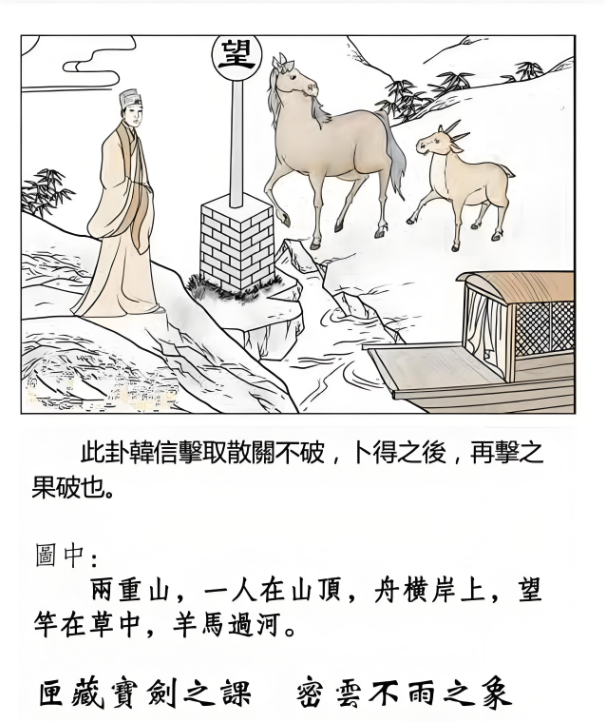 望
此卦韓信擊取散關不破，卜得之後，再擊之
果破也。
圖中：
兩重山，一人在山頂，舟橫岸上，望
竿在草中，羊馬過河。
匣藏寶劍之課　密雲不雨之象